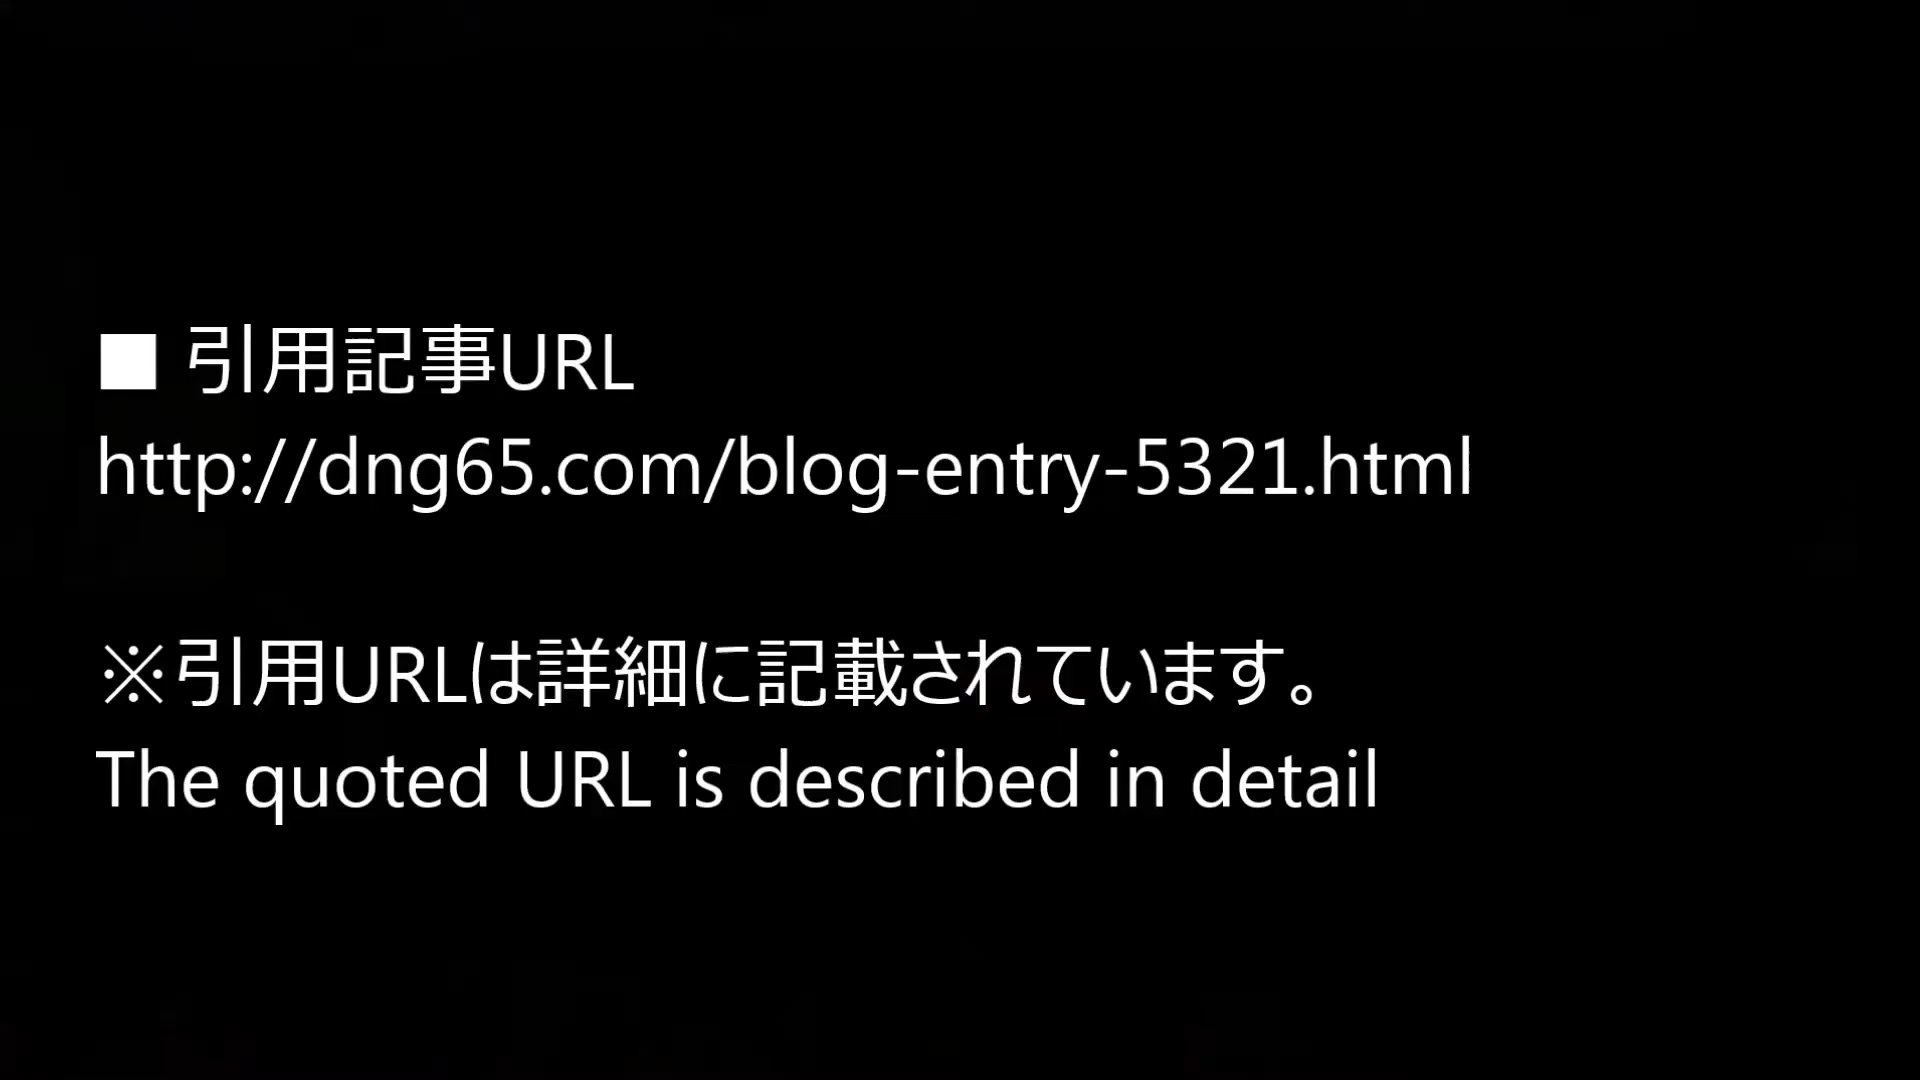 ■ 引用記事URL
http://dng65.com/blog-entry-5321.html
※引用URLは詳細に記載されています。
The quoted URL is described in detail